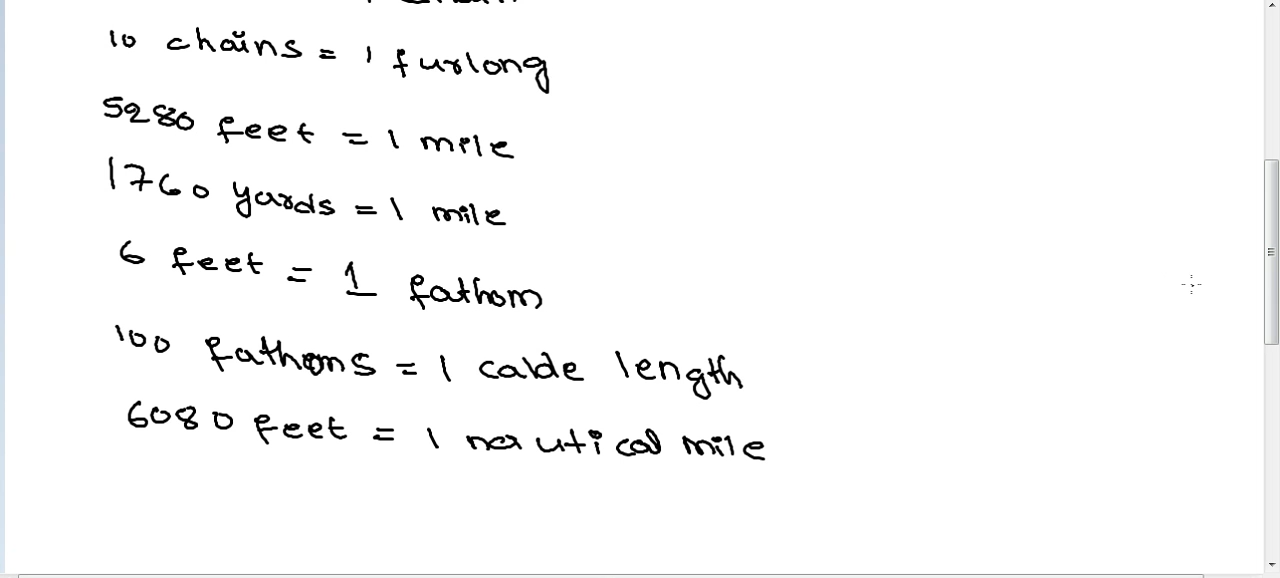 10 chains = 1 furlong
5280 feet = 1 mile
1760 yards = 1 mile
6 feet = 1 fathom
100 fathoms = 1 cable length
6080 feet = 1 nautical mile